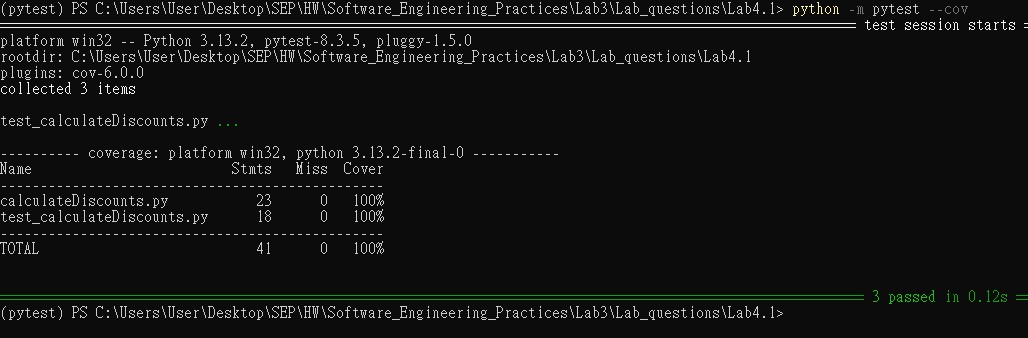 (pytest) PS C:\Users\User\Desktop\SEP\HW\Software_Engineering_Practices\Lab3\Lab_questions\Lab4.1> python -m pytest --cov
============ test session starts =
platform win32 -- Python 3.13.2, pytest-8.3.5, pluggy-1.5.0
rootdir: C:\Users\User\Desktop\SEP\HW\Software_Engineering_Practices\Lab3\Lab_questions\Lab4.1
plugins: cov-6.0.0
collected 3 items
test_calculateDiscounts.py ...
---------- coverage: platform win32, python 3.13.2-final-0 -----------
Name                         Stmts   Miss  Cover
------------------------------------------------
calculateDiscounts.py           23      0   100%
test_calculateDiscounts.py      18      0   100%
------------------------------------------------
TOTAL                           41      0   100%
============ 3 passed in 0.12s =
(pytest) PS C:\Users\User\Desktop\SEP\HW\Software_Engineering_Practices\Lab3\Lab_questions\Lab4.1>